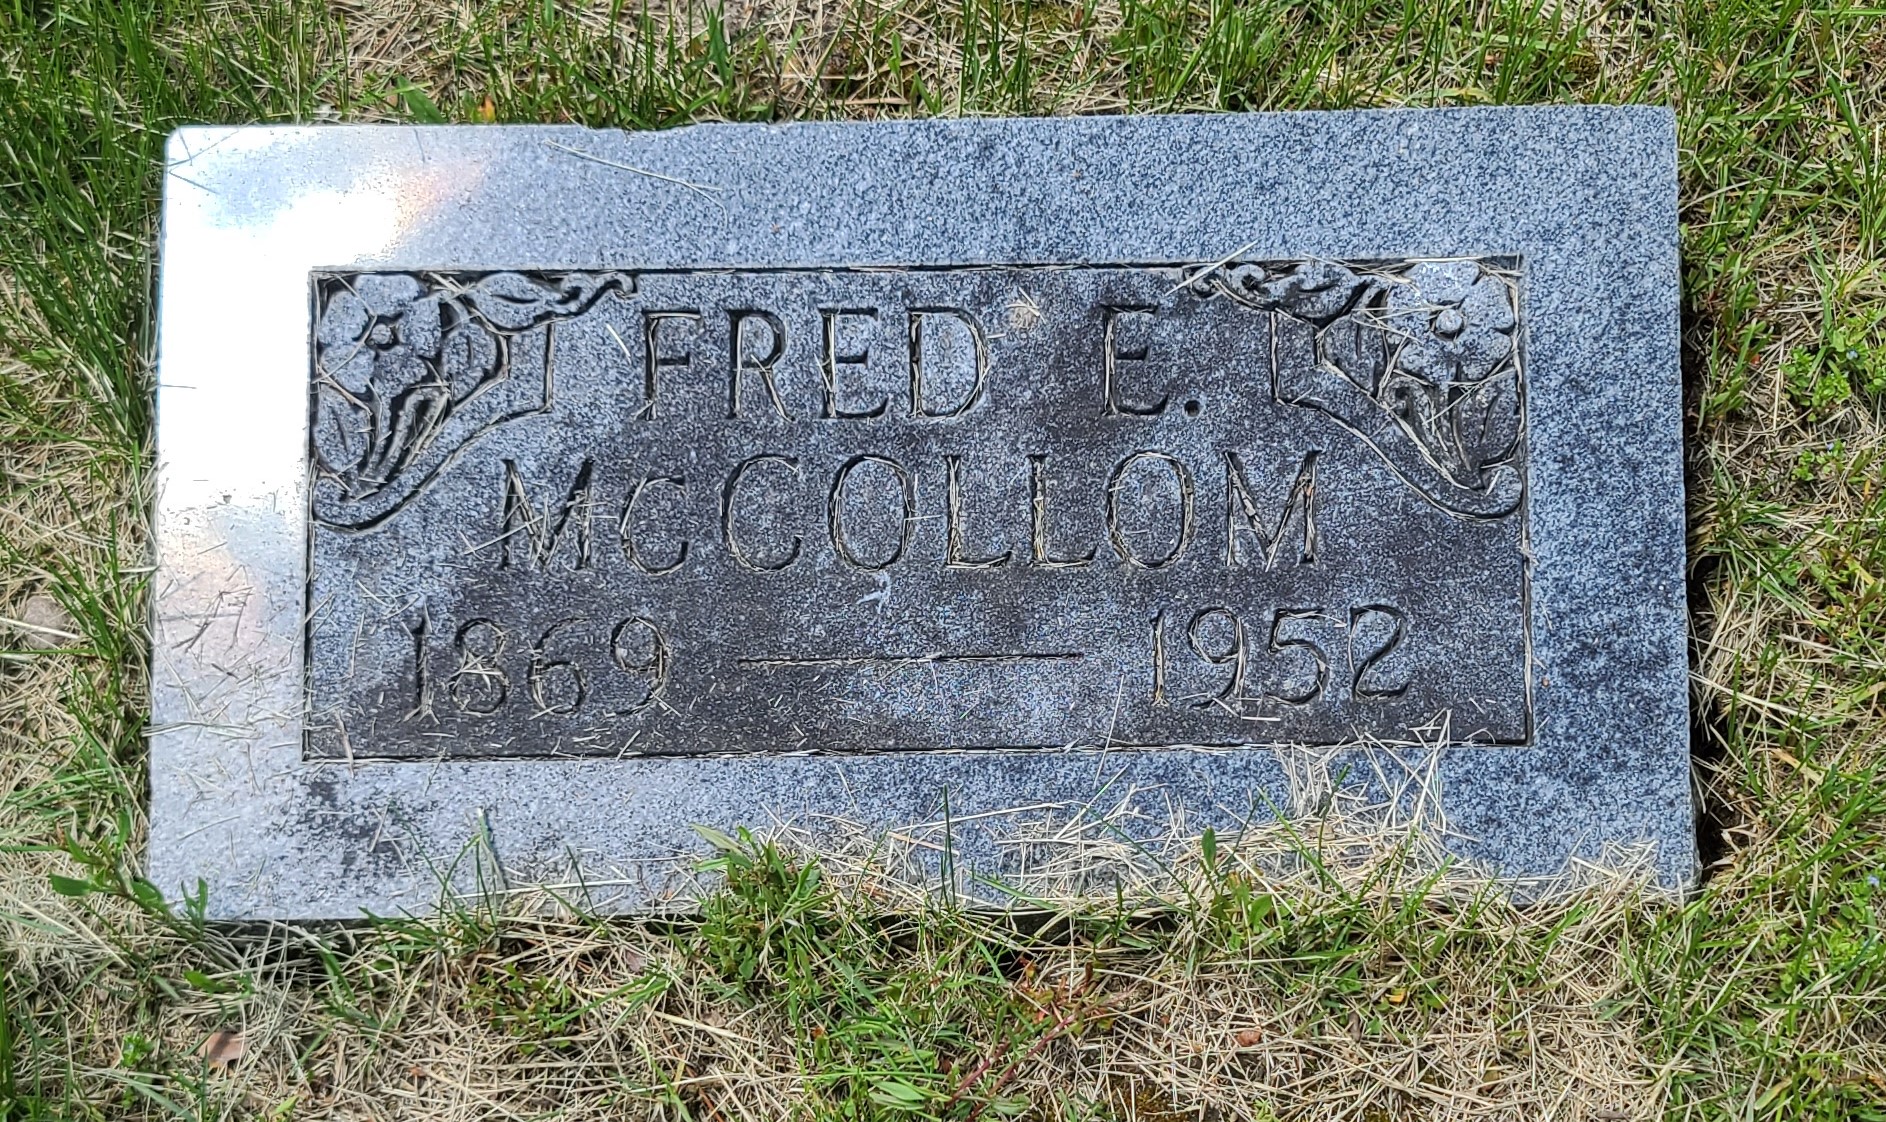 FRED E.
McCOLLOM
1869 — 1952